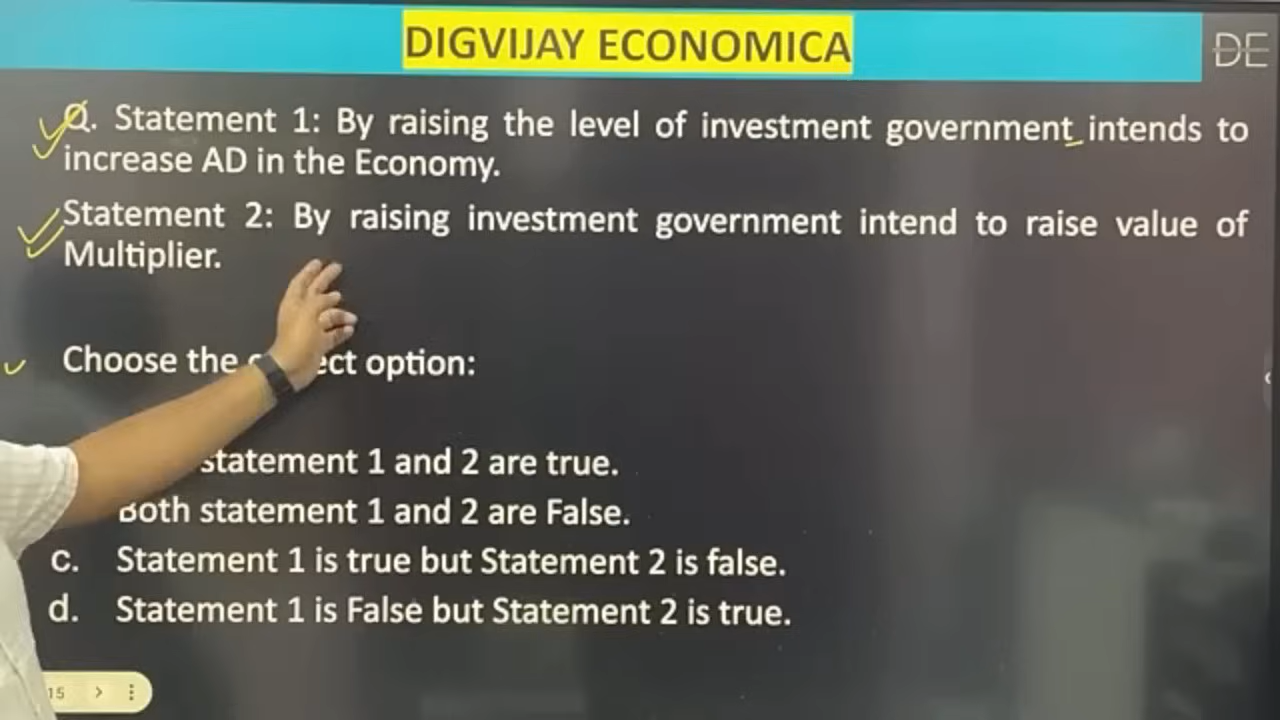 DIGVIJAY ECONOMICA
DE
Q. Statement 1: By raising the level of investment government intends to
increase AD in the Economy.
Statement 2: By raising investment government intend to raise value of
Multiplier.
Choose the option:
statement 1 and 2 are true.
Both statement 1 and 2 are False.
c. Statement 1 is true but Statement 2 is false.
d. Statement 1 is False but Statement 2 is true.
15 >